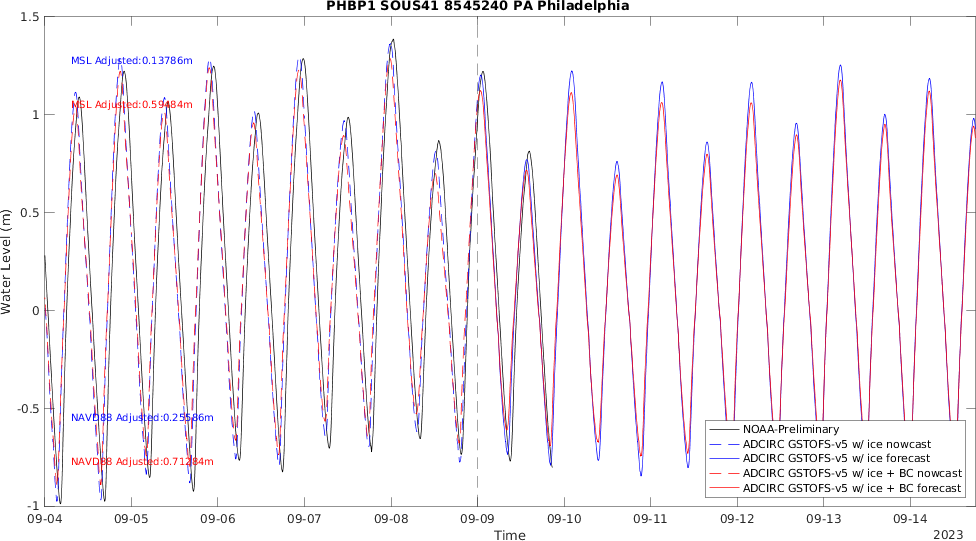 PHBP1 SOUS41 8545240 PA Philadelphia
1.5
1
0.5
0
-0.5
-1
Water Level (m)
MSL Adjusted:0.13786m
MSL Adjusted:0.59484m
NAVD88 Adjusted:0.25586m
NAVD88 Adjusted:0.71284m
NOAA-Preliminary
ADCIRC GSTOFS-v5 w/ ice nowcast
ADCIRC GSTOFS-v5 w/ ice forecast
ADCIRC GSTOFS-v5 w/ ice + BC nowcast
ADCIRC GSTOFS-v5 w/ ice + BC forecast
09-04 09-05 09-06 09-07 09-08 09-09 09-10 09-11 09-12 09-13 09-14
Time
2023